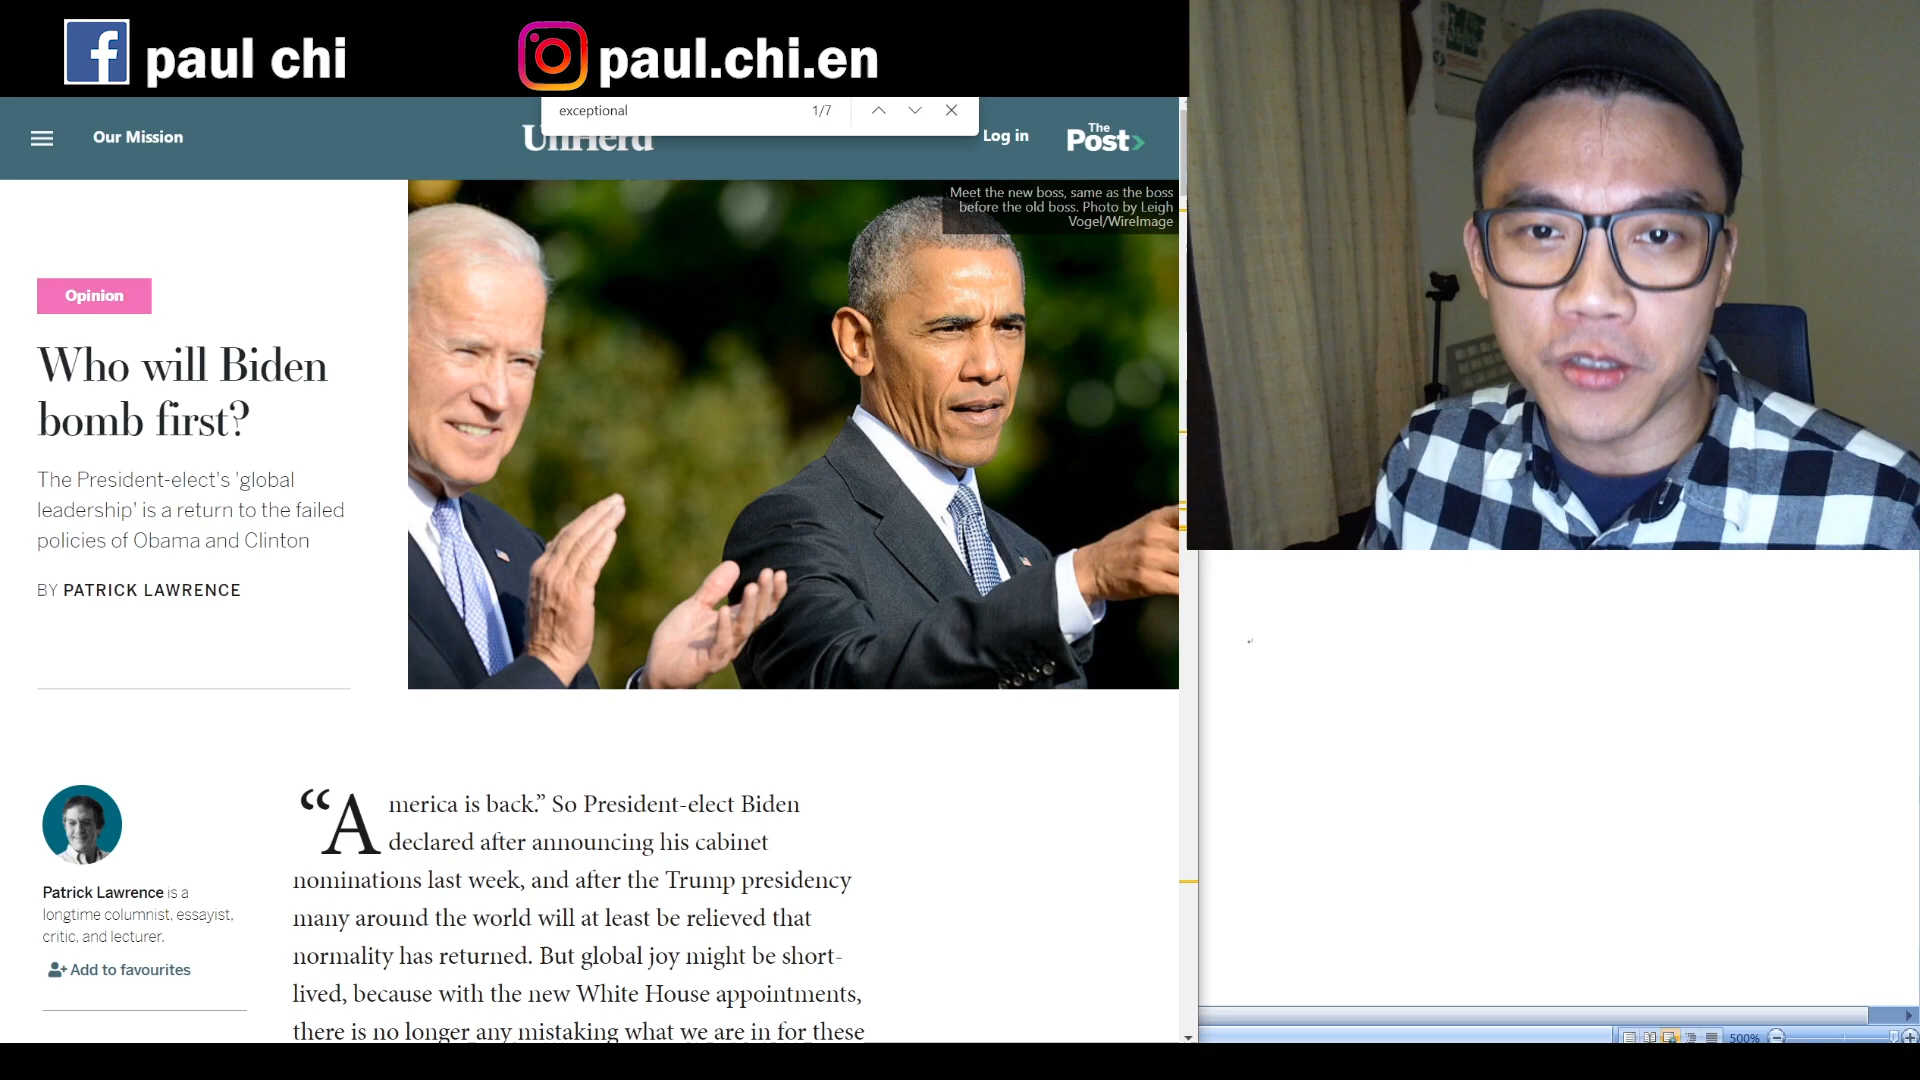 paul chi
paul.chi.en
exceptional
1/7
Our Mission
UnHerd
Log in
The
Post
Meet the new boss, same as the boss
before the old boss. Photo by Leigh
Vogel/WireImage
Opinion
Who will Biden
bomb first?
The President-elect's 'global
leadership' is a return to the failed
policies of Obama and Clinton
BY PATRICK LAWRENCE
Patrick Lawrence is a
longtime columnist, essayist,
critic, and lecturer.
Add to favourites
“America is back.” So President-elect Biden
declared after announcing his cabinet
nominations last week, and after the Trump presidency
many around the world will at least be relieved that
normality has returned. But global joy might be short-
lived, because with the new White House appointments,
there is no longer any mistaking what we are in for these
500%